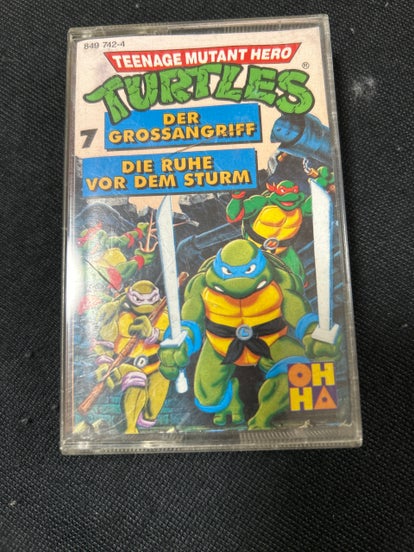 849 742-4
TEENAGE MUTANT HERO
TURTLES®
7
DER
GROSSANGRIFF
DIE RUHE
VOR DEM STURM
L
D
OH
HA